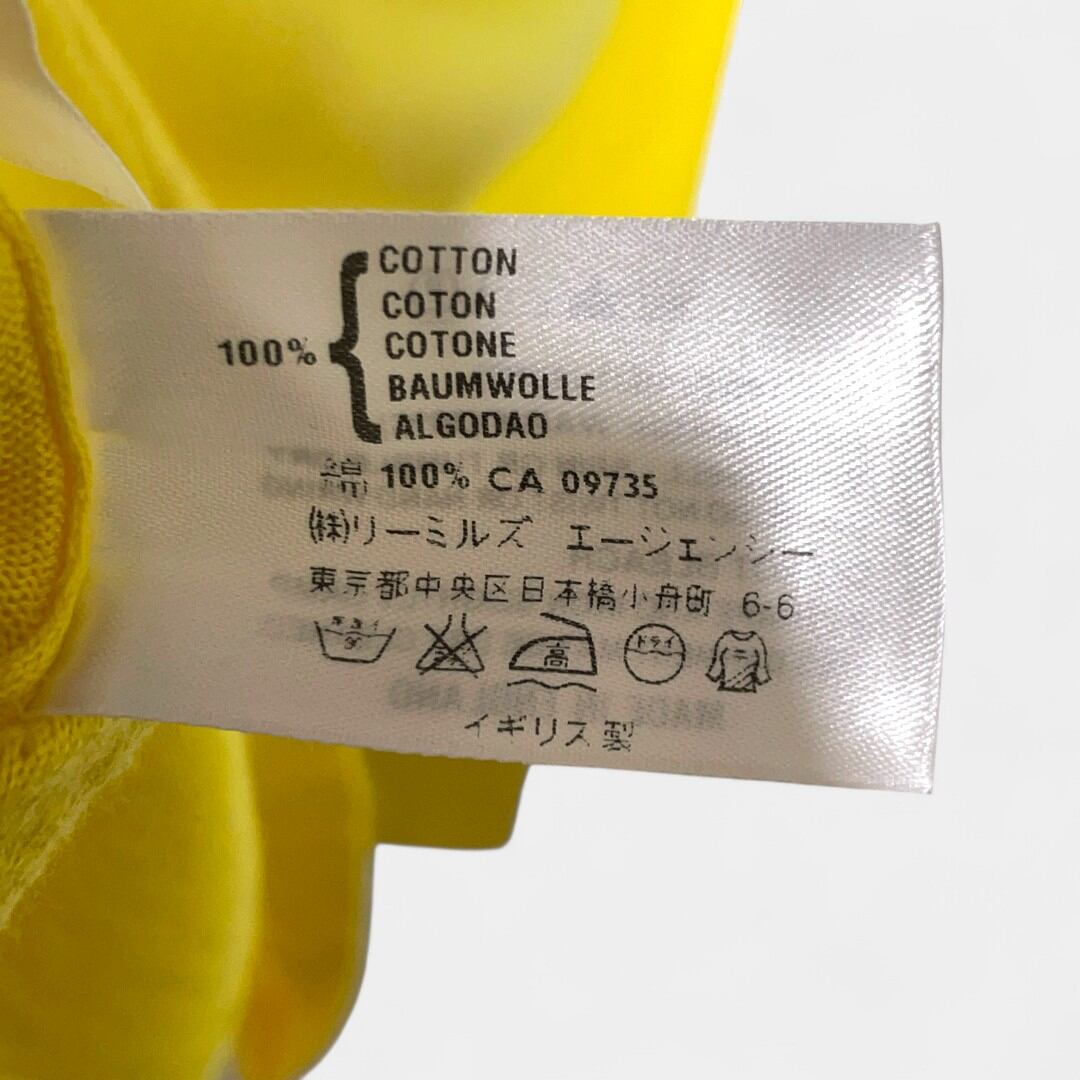 100%
COTTON
COTON
COTONE
BAUMWOLLE
ALGODAO
綿 100% CA 09735
㈱リーミルズ エージェンシー
東京都中央区日本橋小舟町 6-6
高 ドライ
イギリス製